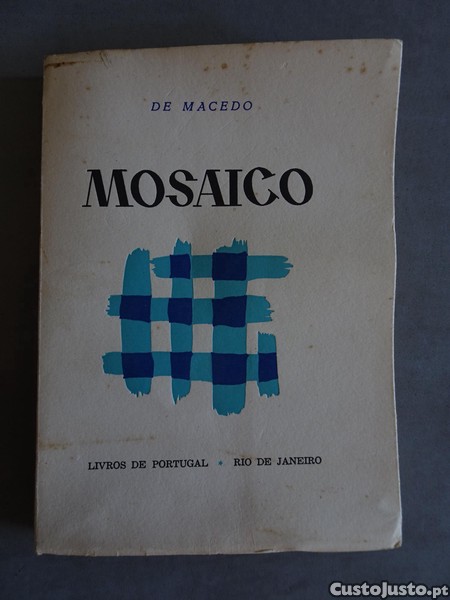 DE MACEDO
MOSAICO
LIVROS DE PORTUGAL • RIO DE JANEIRO
CustoJusto.pt